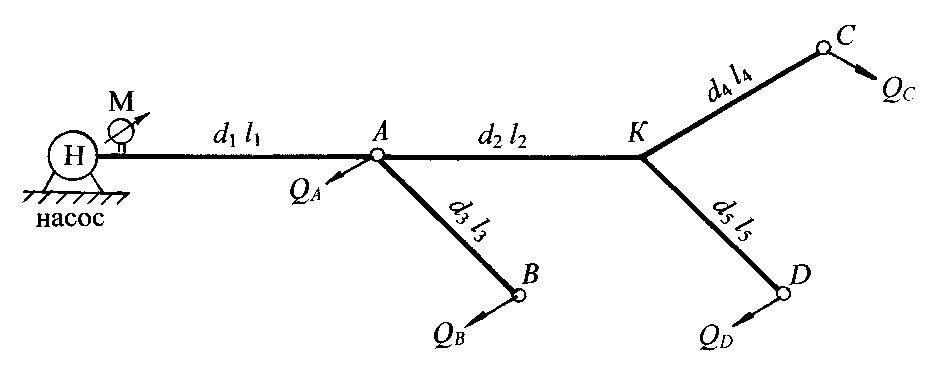 C
M
d₄ l₄
Q_C
d₁ l₁
A
d₂ l₂
K
H
Q_A
насос
d₃ l₃
d₅ l₅
B
D
Q_B
Q_D